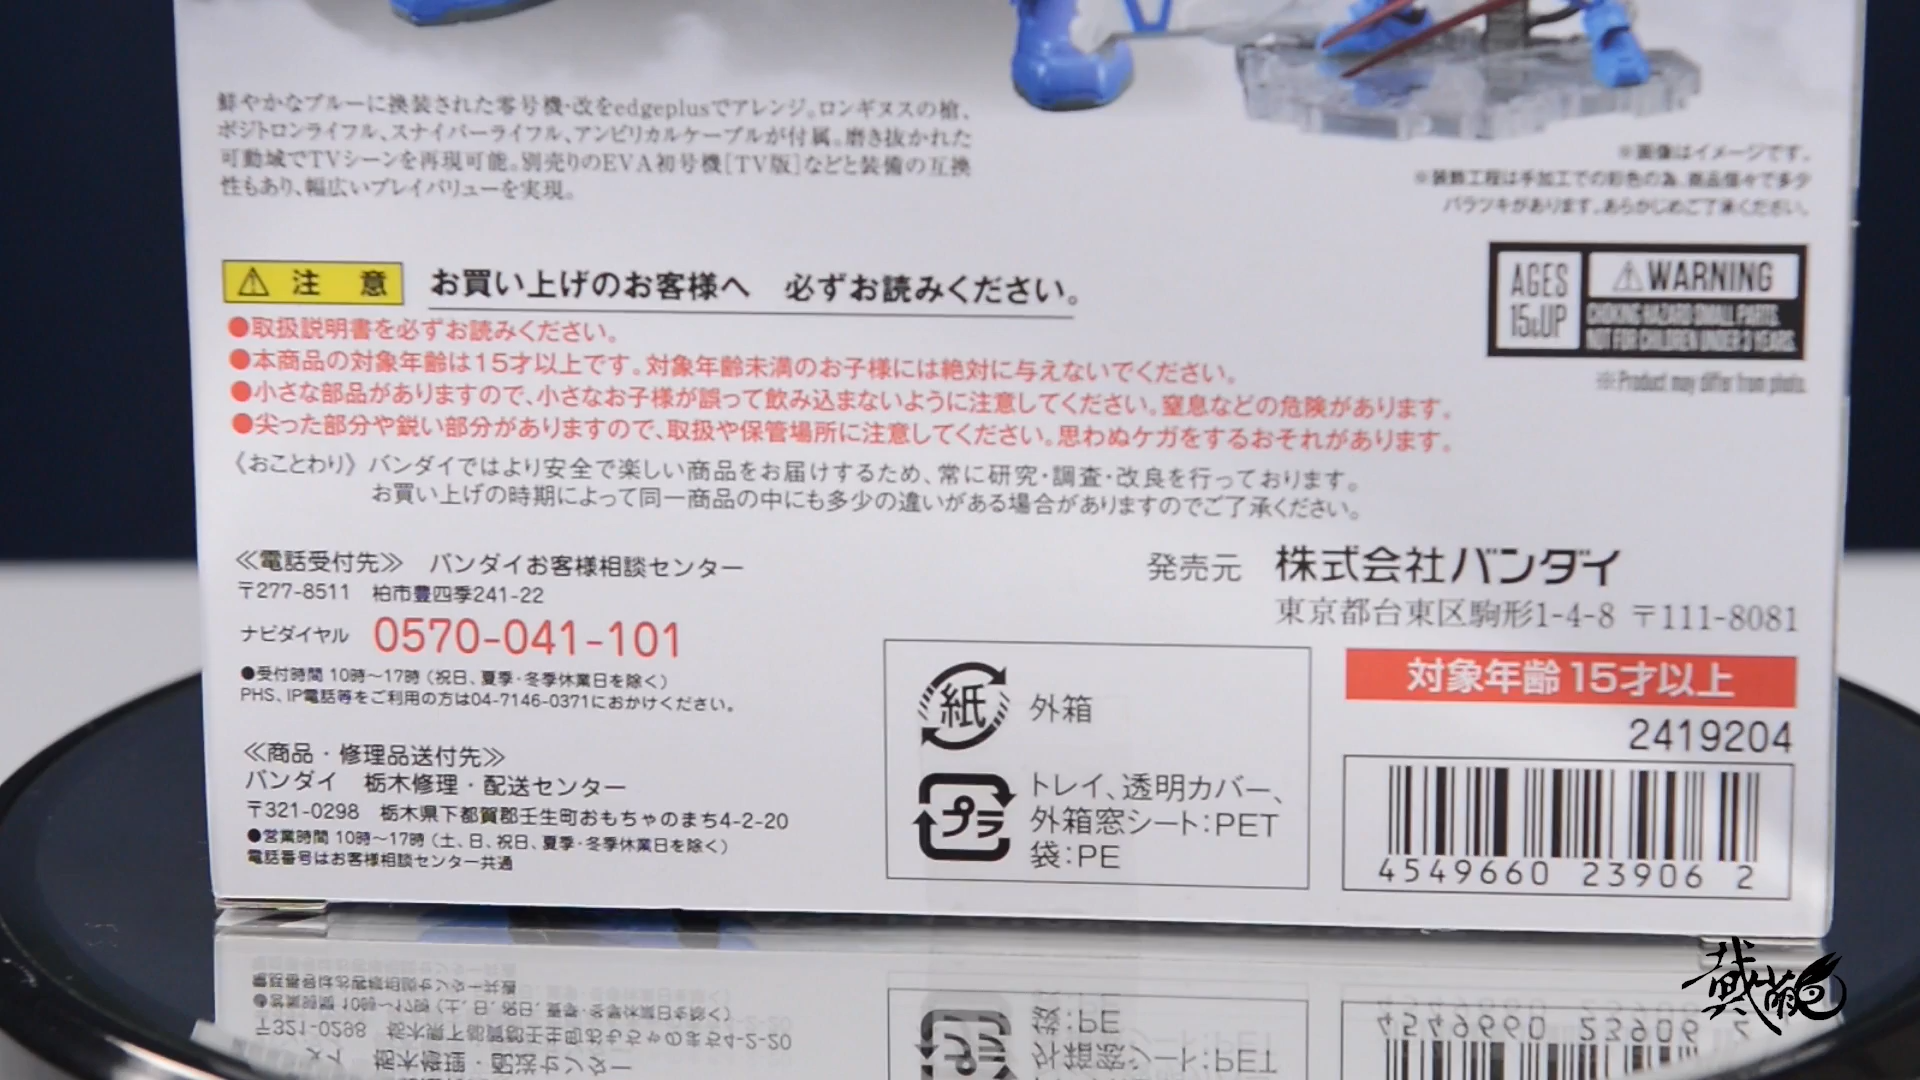 鮮やかなブルーに換装された零号機・改をedgeplusでアレンジ。ロンギヌスの槍、
ポジトロンライフル、スナイパーライフル、アンビリカルケーブルが付属。磨き抜かれた
可動域でTVシーンを再現可能。別売りのEVA初号機[TV版]などと装備の互換
性もあり、幅広いプレイバリューを実現。
※画像はイメージです。
※装飾工程は手加工での彩色の為、商品個々で多少
バラツキがあります。あらかじめご了承ください。
⚠注 意 お買い上げのお客様へ 必ずお読みください。
●取扱説明書を必ずお読みください。
●本商品の対象年齢は15才以上です。対象年齢未満のお子様には絶対に与えないでください。
●小さな部品がありますので、小さなお子様が誤って飲み込まないように注意してください。窒息などの危険があります。
●尖った部分や鋭い部分がありますので、取扱や保管場所に注意してください。思わぬケガをするおそれがあります。
《おことわり》バンダイではより安全で楽しい商品をお届けするため、常に研究・調査・改良を行っております。
お買い上げの時期によって同一商品の中にも多少の違いがある場合がありますのでご了承ください。
AGES
15&UP
⚠WARNING
CHOKING HAZARD SMALL PARTS.
NOT FOR CHILDREN UNDER 3 YEARS.
※Product may differ from photo.
≪電話受付先≫ バンダイお客様相談センター
〒277-8511 柏市豊四季241-22
ナビダイヤル 0570-041-101
●受付時間 10時〜17時（祝日、夏季・冬季休業日を除く）
PHS、IP電話等をご利用の方は04-7146-0371におかけください。
≪商品・修理品送付先≫
バンダイ 栃木修理・配送センター
〒321-0298 栃木県下都賀郡壬生町おもちゃのまち4-2-20
●営業時間 10時〜17時（土、日、祝日、夏季・冬季休業日を除く）
電話番号はお客様相談センター共通
発売元 株式会社バンダイ
東京都台東区駒形1-4-8 〒111-8081
紙 外箱
プラ トレイ、透明カバー、
外箱窓シート：PET
袋：PE
対象年齢15才以上
2419204
4549660 23906 2